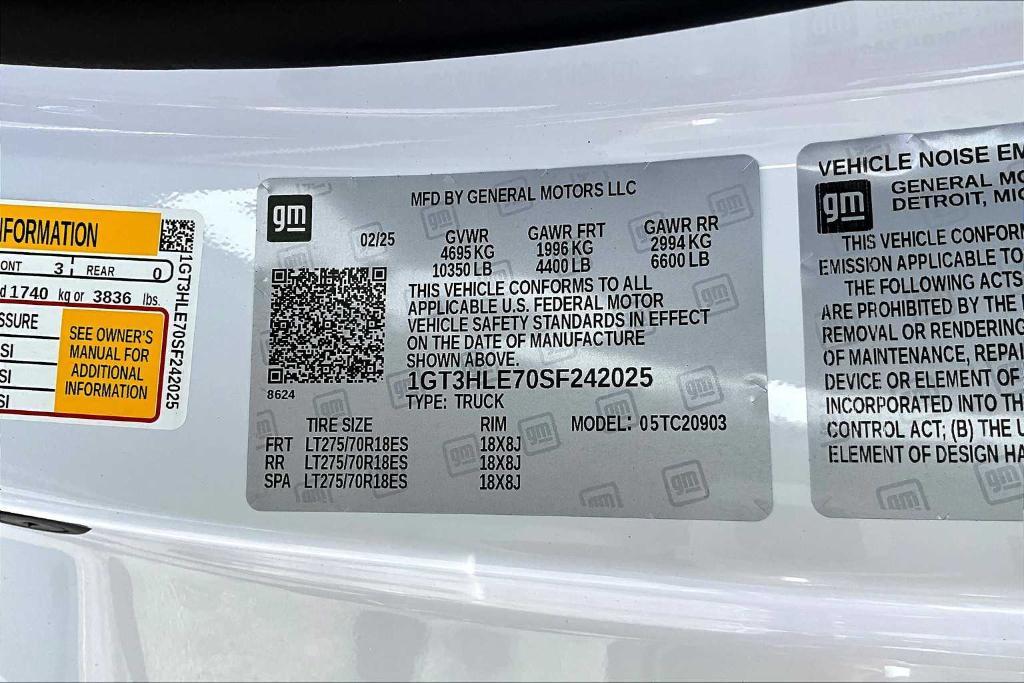 INFORMATION
ONT 3 REAR 0
d 1740 kg or 3836 lbs.
SSURE
SI
SI
SI
SEE OWNER'S
MANUAL FOR
ADDITIONAL
INFORMATION
1GT3HLE70SF242025
gm
MFD BY GENERAL MOTORS LLC
02/25 GVWR GAWR FRT GAWR RR
4695 KG 1996 KG 2994 KG
10350 LB 4400 LB 6600 LB
THIS VEHICLE CONFORMS TO ALL
APPLICABLE U.S. FEDERAL MOTOR
VEHICLE SAFETY STANDARDS IN EFFECT
ON THE DATE OF MANUFACTURE
SHOWN ABOVE.
1GT3HLE70SF242025
8624
TYPE: TRUCK
TIRE SIZE RIM MODEL: 05TC20903
FRT LT275/70R18ES 18X8J
RR LT275/70R18ES 18X8J
SPA LT275/70R18ES 18X8J
VEHICLE NOISE EM
gm
GENERAL MO
DETROIT, MIC
THIS VEHICLE CONFORM
EMISSION APPLICABLE TO
THE FOLLOWING ACTS
ARE PROHIBITED BY THE
REMOVAL OR RENDERING
OF MAINTENANCE, REPAI
DEVICE OR ELEMENT OF
INCORPORATED INTO TH
CONTROL ACT; (B) THE U
ELEMENT OF DESIGN HA